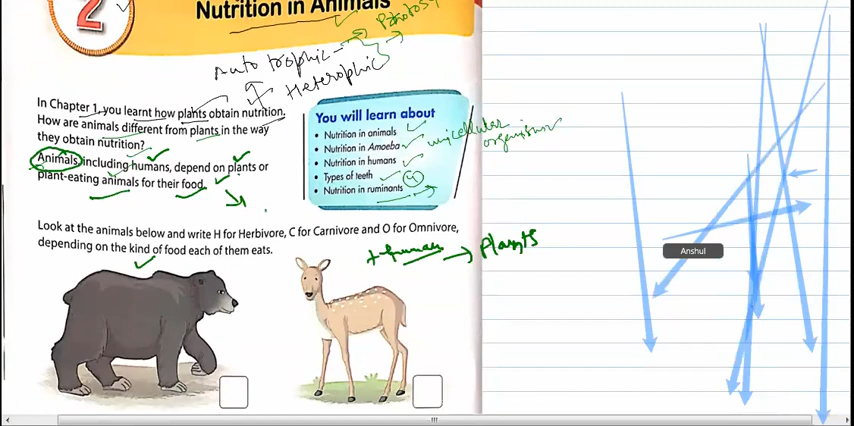 2
Nutrition in Animals
Auto trophic
Heterophic
In Chapter 1, you learnt how plants obtain nutrition.
How are animals different from plants in the way
they obtain nutrition?
Animals including humans, depend on plants or
plant-eating animals for their food.
You will learn about
• Nutrition in animals
• Nutrition in Amoeba
• Nutrition in humans
• Types of teeth
• Nutrition in ruminants
organism
Look at the animals below and write H for Herbivore, C for Carnivore and O for Omnivore,
depending on the kind of food each of them eats.
Plants
Anshul